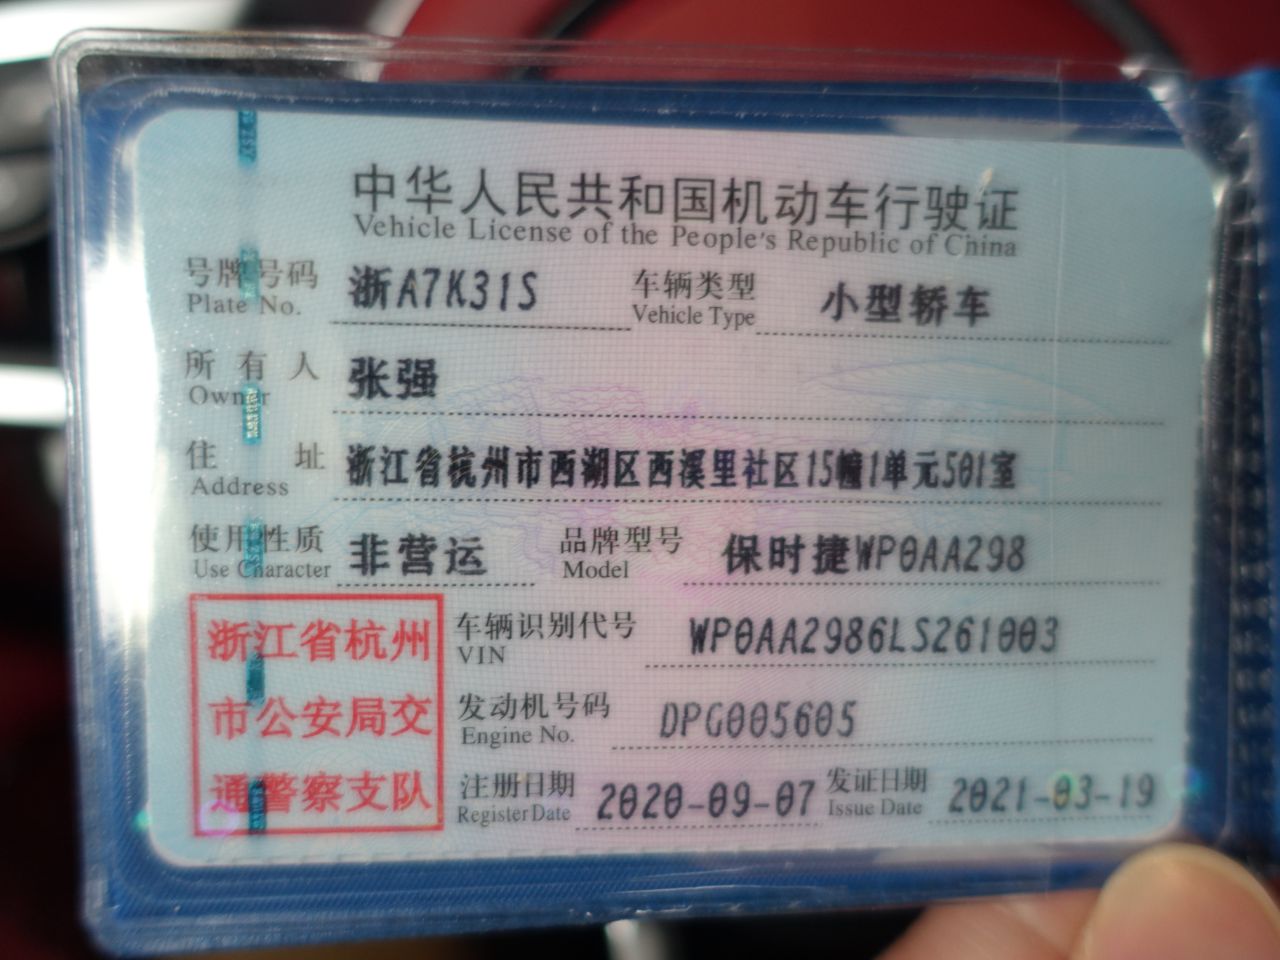 中华人民共和国机动车行驶证
Vehicle License of the People's Republic of China
号牌号码 浙A7K31S 车辆类型 小型轿车
Plate No. Vehicle Type
所有人 张强
Owner
住址 浙江省杭州市西湖区西溪里社区15幢1单元501室
Address
使用性质 非营运 品牌型号 保时捷WP0AA298
Use Character Model
浙江省杭州
市公安局交
通警察支队
车辆识别代号 WP0AA2986LS261003
VIN
发动机号码 DPG005605
Engine No.
注册日期 2020-09-07 发证日期 2021-03-19
Register Date Issue Date